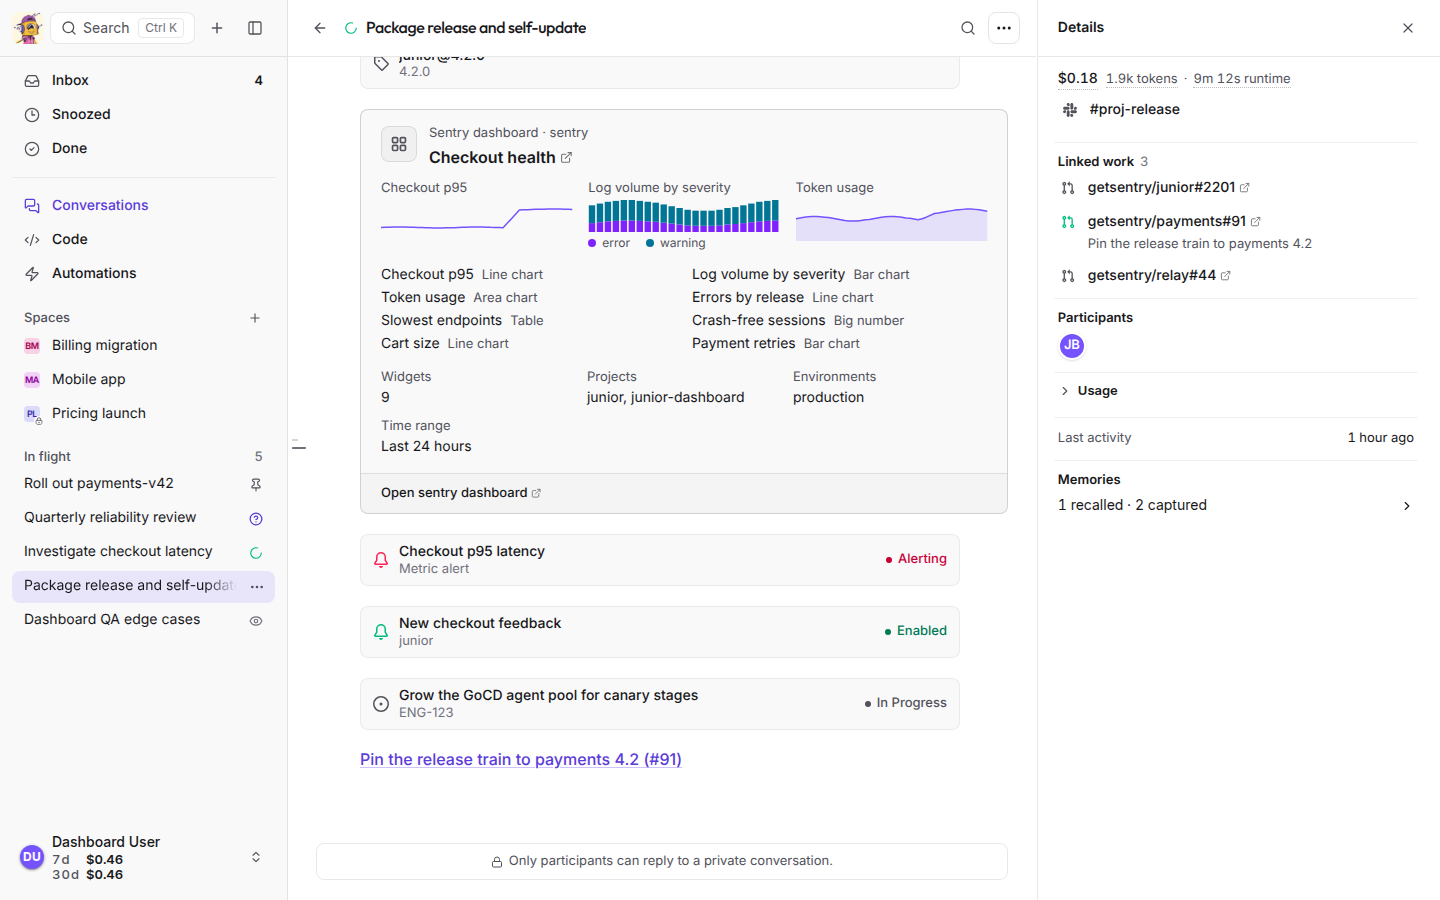 Search
Ctrl K
Inbox
4
Snoozed
Done
Conversations
Code
Automations
Spaces
BM
Billing migration
MA
Mobile app
PL
Pricing launch
In flight
5
Roll out payments-v42
Quarterly reliability review
Investigate checkout latency
Package release and self-update
Dashboard QA edge cases
DU
Dashboard User
7d $0.46
30d $0.46
Package release and self-update
junior@4.2.0
4.2.0
Sentry dashboard · sentry
Checkout health
Checkout p95
Log volume by severity
Token usage
error
warning
Checkout p95 Line chart
Log volume by severity Bar chart
Token usage Area chart
Errors by release Line chart
Slowest endpoints Table
Crash-free sessions Big number
Cart size Line chart
Payment retries Bar chart
Widgets
9
Projects
junior, junior-dashboard
Environments
production
Time range
Last 24 hours
Open sentry dashboard
Checkout p95 latency
Metric alert
Alerting
New checkout feedback
junior
Enabled
Grow the GoCD agent pool for canary stages
ENG-123
In Progress
Pin the release train to payments 4.2 (#91)
Only participants can reply to a private conversation.
Details
$0.18 1.9k tokens · 9m 12s runtime
#proj-release
Linked work 3
getsentry/junior#2201
getsentry/payments#91
Pin the release train to payments 4.2
getsentry/relay#44
Participants
JB
Usage
Last activity
1 hour ago
Memories
1 recalled · 2 captured